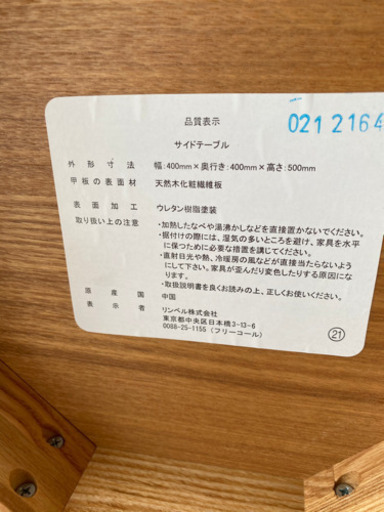 品質表示
021 2164
サイドテーブル
外形寸法 幅:400mm×奥行き:400mm×高さ:500mm
甲板の表面材 天然木化粧繊維板
表面加工 ウレタン樹脂塗装
取り扱い上の注意 ・加熱したなべや湯沸かしなどを直接置かないでください。
・据付けの際には、湿気の多いところを避け、家具を水平
に保つために必要な措置を講じてください。
・直射日光や熱、冷暖房の風などが直接当たらないように
して下さい。家具が歪んだり変色したりする原因になり
ます。
・取扱説明書を良くお読みの上、正しくお使いください。
原産国 中国
表示者 リンベル株式会社
東京都中央区日本橋3-13-6
0088-25-1155 (フリーコール)
21